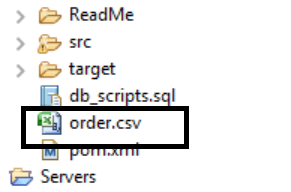 ReadMe
src
target
db_scripts.sql
order.csv
pom.xml
Servers